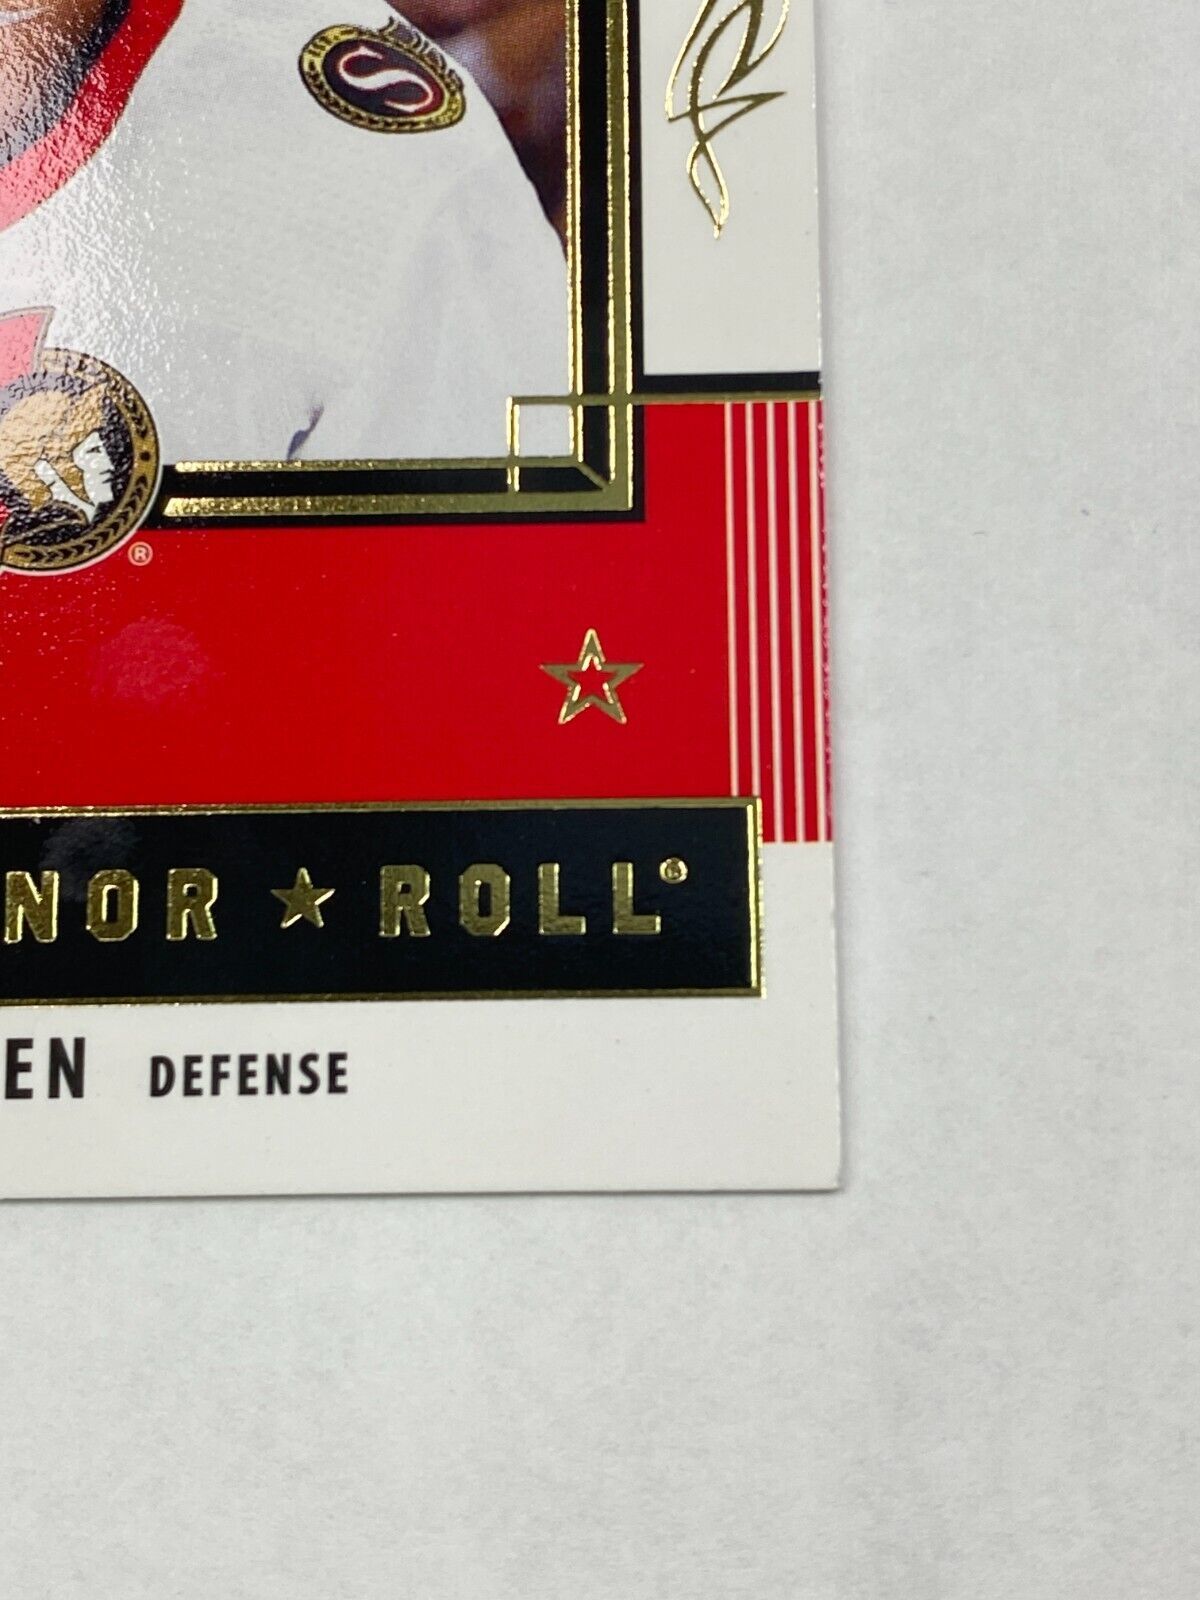 S
®
NOR ★ ROLL®
EN DEFENSE